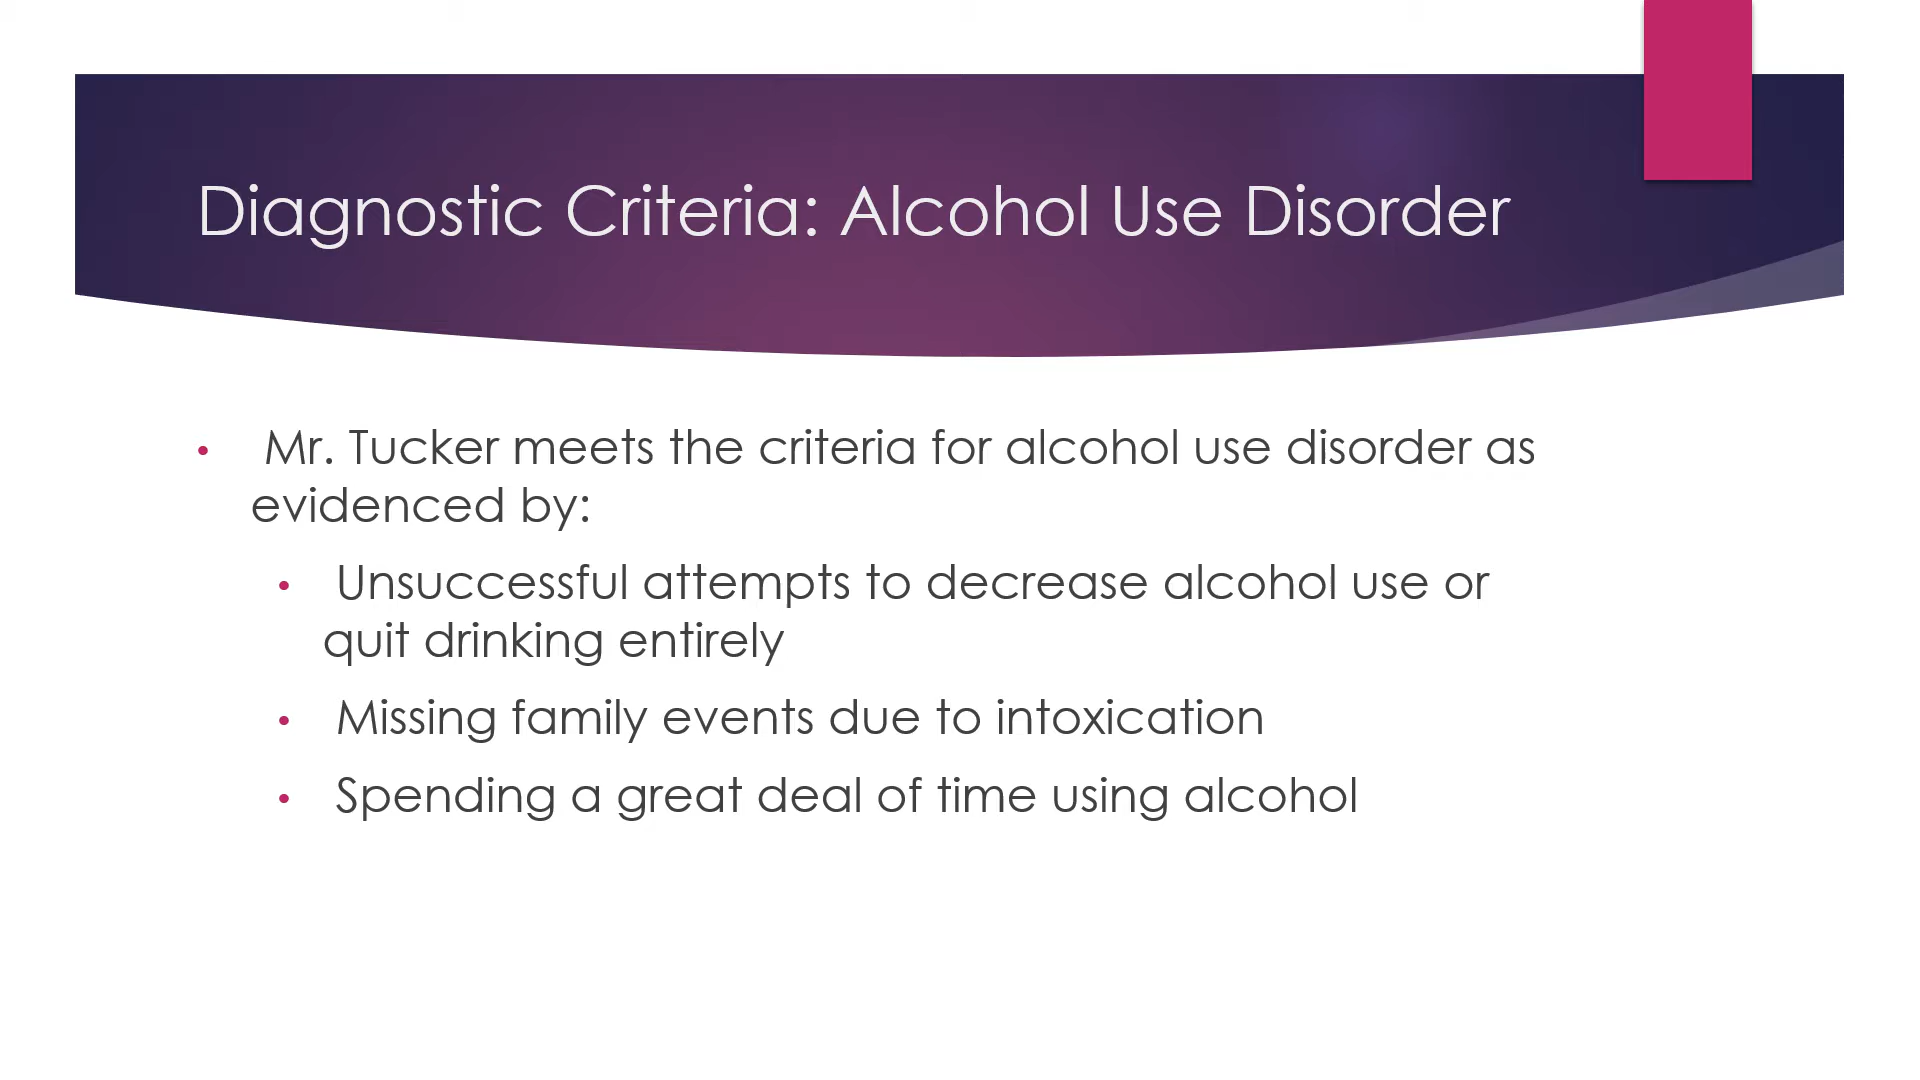 Diagnostic Criteria: Alcohol Use Disorder
• Mr. Tucker meets the criteria for alcohol use disorder as
evidenced by:
• Unsuccessful attempts to decrease alcohol use or
quit drinking entirely
• Missing family events due to intoxication
• Spending a great deal of time using alcohol